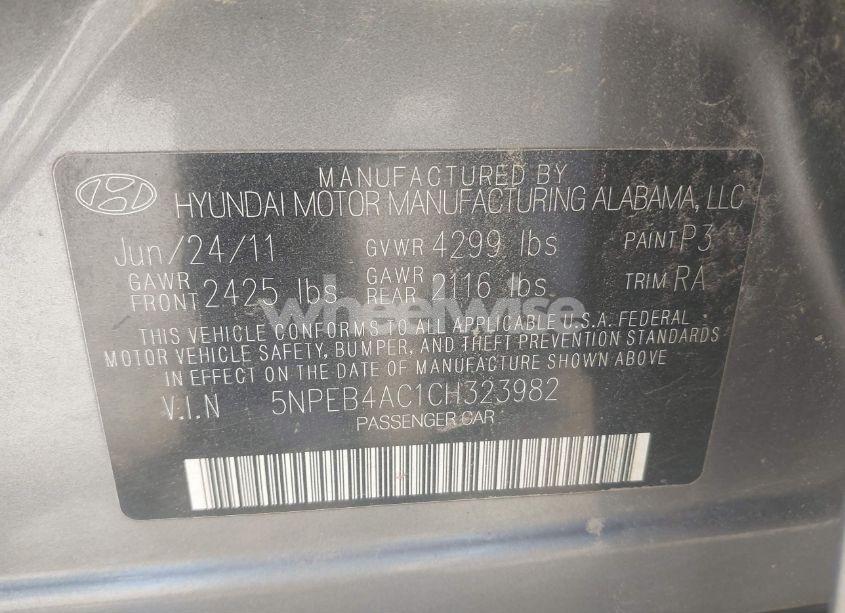 MANUFACTURED BY
HYUNDAI MOTOR MANUFACTURING ALABAMA, LLC
Jun/24/11 GVWR 4299 lbs PAINT P3
GAWR FRONT 2425 lbs GAWR REAR 2116 lbs TRIM RA
wheelwise
THIS VEHICLE CONFORMS TO ALL APPLICABLE U.S.A. FEDERAL
MOTOR VEHICLE SAFETY, BUMPER, AND THEFT PREVENTION STANDARDS
IN EFFECT ON THE DATE OF MANUFACTURE SHOWN ABOVE.
V.I.N 5NPEB4AC1CH323982
PASSENGER CAR